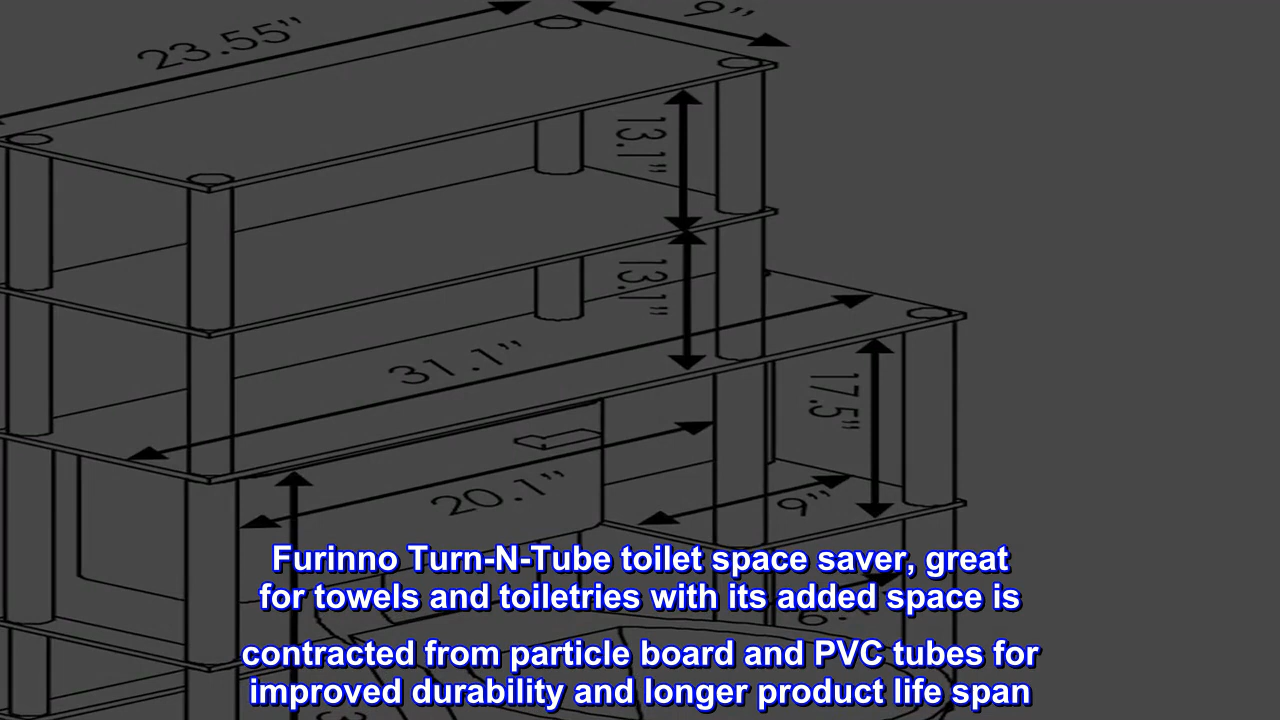 23.55”
9”
13.1”
13.1”
31.1”
17.5”
20.1”
9”
Furinno Turn-N-Tube toilet space saver, great
for towels and toiletries with its added space is
contracted from particle board and PVC tubes for
improved durability and longer product life span